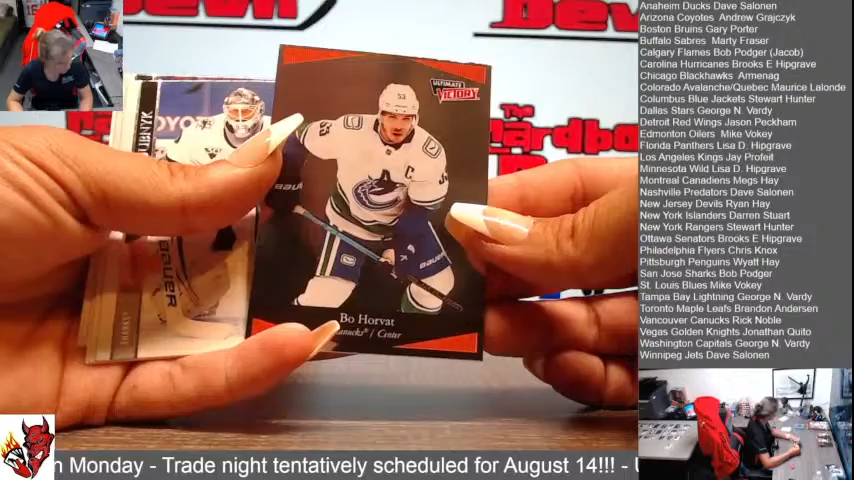 Anaheim Ducks Dave Salonen
Arizona Coyotes Andrew Grajczyk
Boston Bruins Gary Porter
Buffalo Sabres Marty Fraser
Calgary Flames Bob Podger (Jacob)
Carolina Hurricanes Brooks E Hipgrave
Chicago Blackhawks Armenag
Colorado Avalanche/Quebec Maurice Lalonde
Columbus Blue Jackets Stewart Hunter
Dallas Stars George N. Vardy
Detroit Red Wings Jason Peckham
Edmonton Oilers Mike Vokey
Florida Panthers Lisa D. Hipgrave
Los Angeles Kings Jay Profeit
Minnesota Wild Lisa D. Hipgrave
Montreal Canadiens Megs Hay
Nashville Predators Dave Salonen
New Jersey Devils Ryan Hay
New York Islanders Darren Stuart
New York Rangers Stewart Hunter
Ottawa Senators Brooks E Hipgrave
Philadelphia Flyers Chris Knox
Pittsburgh Penguins Wyatt Hay
San Jose Sharks Bob Podger
St. Louis Blues Mike Vokey
Tampa Bay Lightning George N. Vardy
Toronto Maple Leafs Brandon Andersen
Vancouver Canucks Rick Noble
Vegas Golden Knights Jonathan Quito
Washington Capitals George N. Vardy
Winnipeg Jets Dave Salonen
The
ULTIMATE
VICTORY
53
C
BAUER
SHARKS
Bo Horvat
Canucks® / Center
Monday - Trade night tentatively scheduled for August 14!!! -